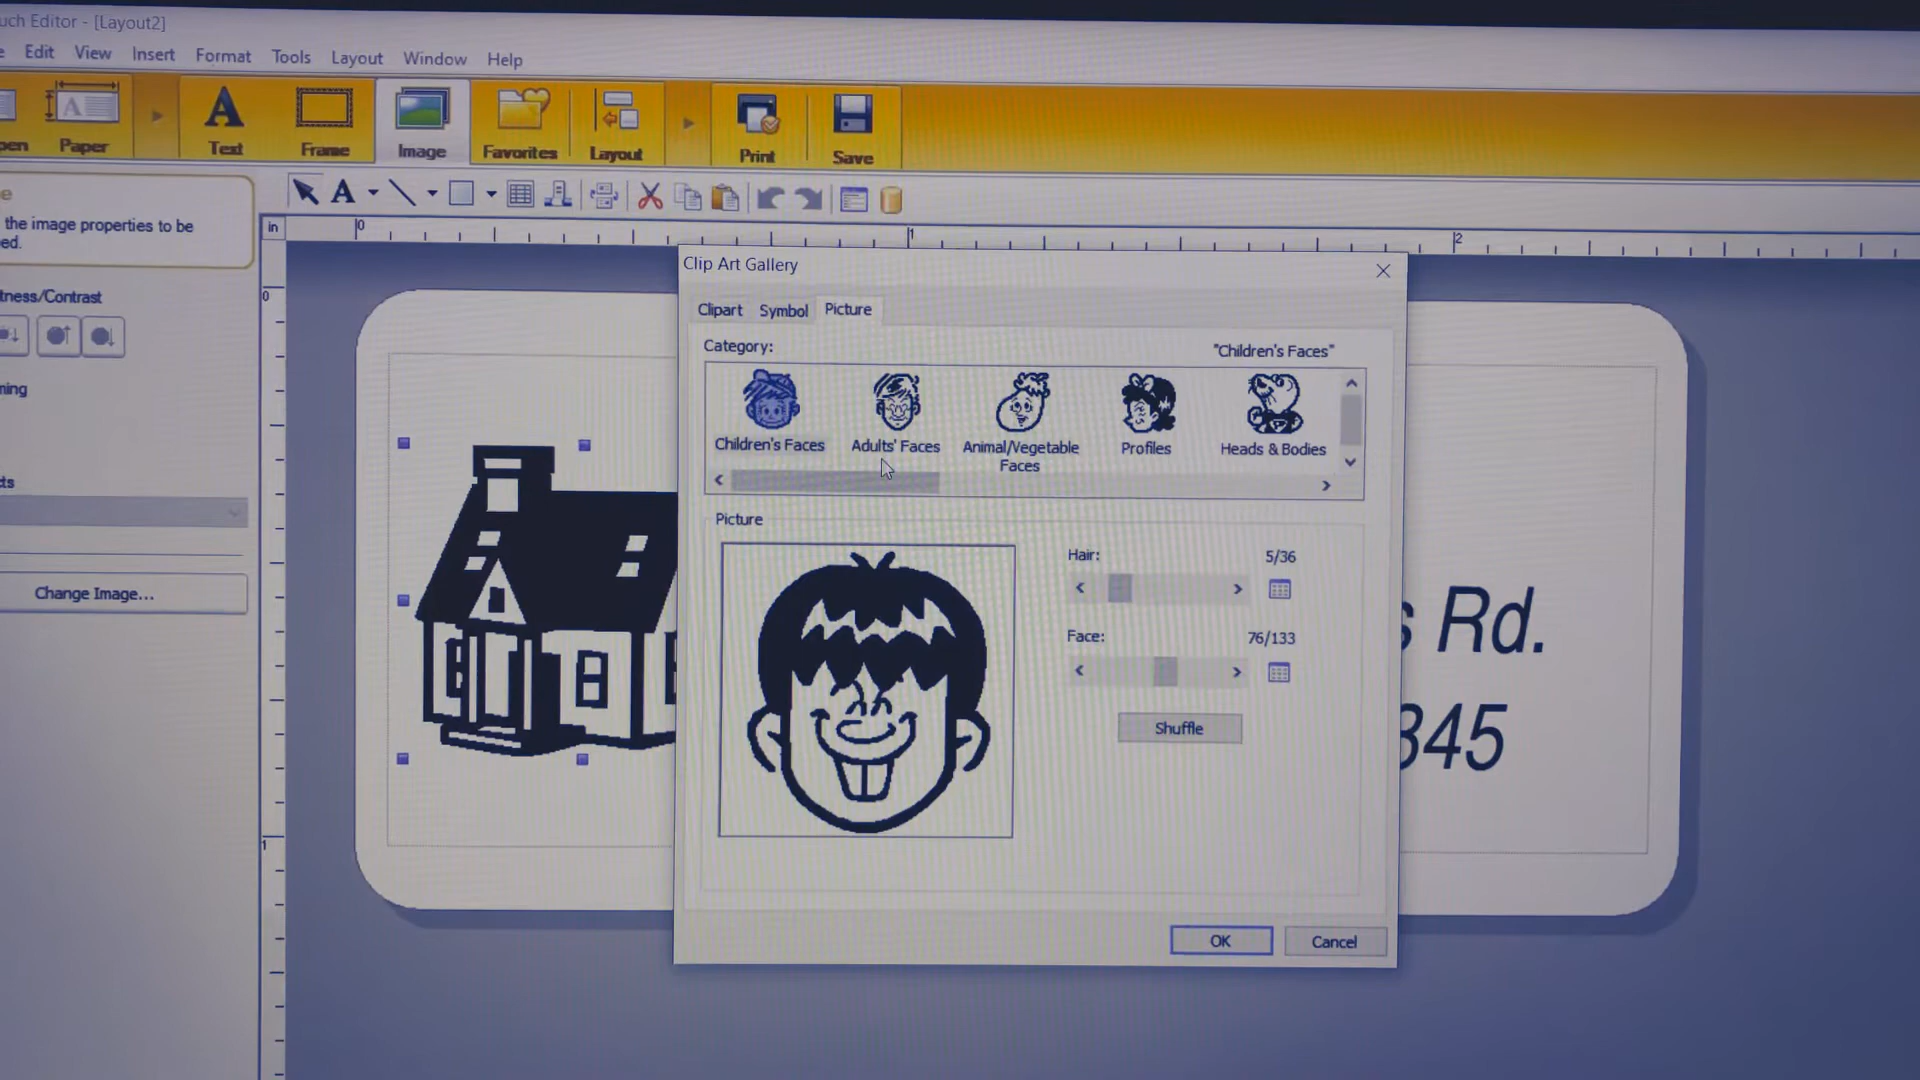 uch Editor - [Layout2]
Edit View Insert Format Tools Layout Window Help
pen Paper Text Frame Image Favorites Layout Print Save
e
the image properties to be
ed.
in
0 1 2
0
1
tness/Contrast
ming
ts
Change Image...
Clip Art Gallery
Clipart Symbol Picture
Category: "Children's Faces"
Children's Faces Adults' Faces Animal/Vegetable Faces Profiles Heads & Bodies
Picture
Hair: 5/36
Face: 76/133
Shuffle
OK Cancel
s Rd.
345